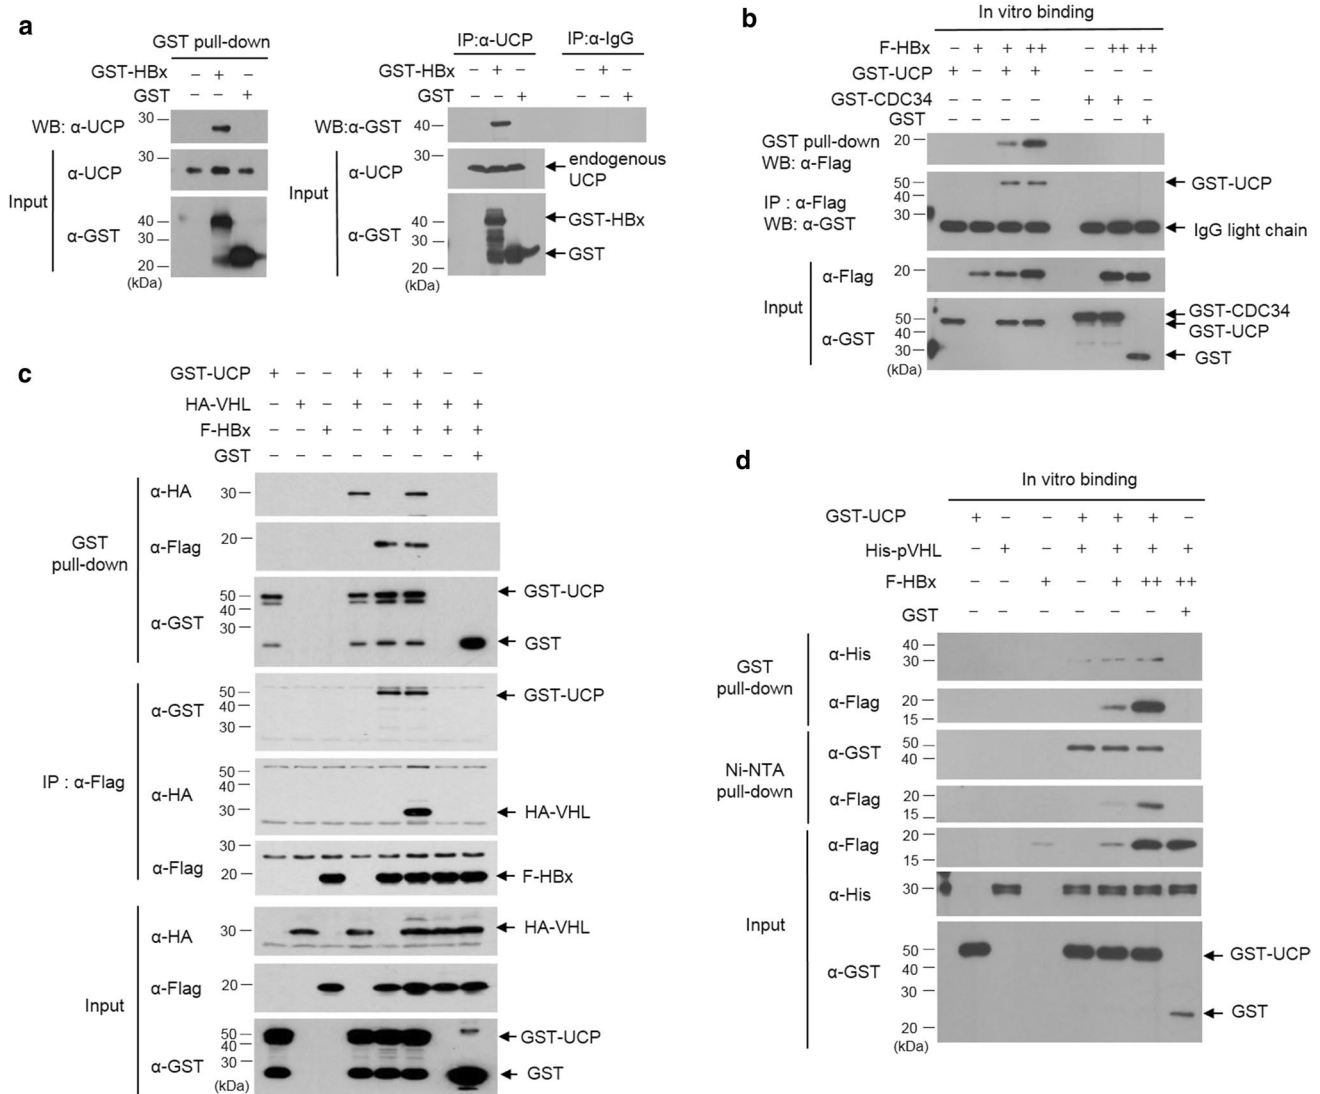 a
GST pull-down
GST-HBx − + −
GST − − +
WB: α-UCP 30
Input
α-UCP 30
α-GST 40
30
20
(kDa)
IP:α-UCP IP:α-IgG
GST-HBx − + − − + −
GST − − + − − +
WB:α-GST 40
Input
α-UCP 30
endogenous
UCP
α-GST 40
30
20
GST-HBx
GST
(kDa)
b
In vitro binding
F-HBx − + + ++ − ++ ++
GST-UCP + − + + − − −
GST-CDC34 − − − − + + −
GST − − − − − − +
GST pull-down
WB: α-Flag
20
IP : α-Flag
WB: α-GST
50
40
30
GST-UCP
IgG light chain
Input
α-Flag 20
α-GST 50
40
30
GST-CDC34
GST-UCP
GST
(kDa)
c
GST-UCP + − − + + + − −
HA-VHL − + − + − + + +
F-HBx − − + − + + + +
GST − − − − − − − +
GST
pull-down
α-HA 30
α-Flag 20
α-GST 50
40
30
GST-UCP
GST
IP : α-Flag
α-GST 50
40
30
GST-UCP
α-HA 50
40
30
HA-VHL
α-Flag 30
20
F-HBx
Input
α-HA 30
HA-VHL
α-Flag 20
α-GST 50
40
30
GST-UCP
GST
(kDa)
d
In vitro binding
GST-UCP + − − + + + −
His-pVHL − + − + + + +
F-HBx − − + − + ++ ++
GST − − − − − − +
GST
pull-down
α-His 40
30
α-Flag 20
15
Ni-NTA
pull-down
α-GST 50
40
α-Flag 20
15
Input
α-Flag 20
15
α-His 30
α-GST 50
40
30
20
GST-UCP
GST
(kDa)